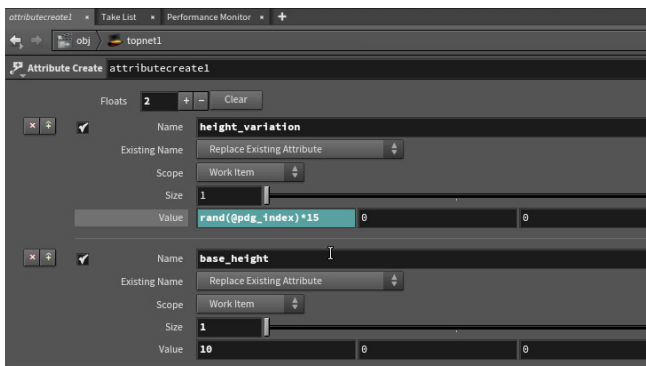 attributecreate1 × Take List × Performance Monitor × +
obj topnet1
Attribute Create attributecreate1
Floats 2 + - Clear
Name height_variation
Existing Name Replace Existing Attribute
Scope Work Item
Size 1
Value rand(@pdg_index)*15 0 0
Name base_height
Existing Name Replace Existing Attribute
Scope Work Item
Size 1
Value 10 0 0